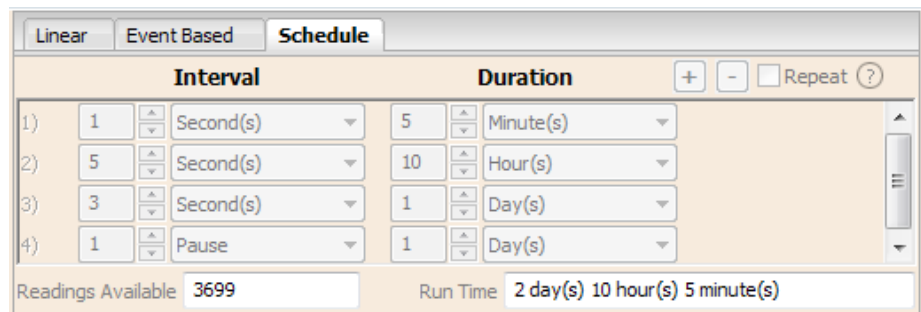 Linear Event Based Schedule
Interval Duration + - Repeat ?
1) 1 Second(s) 5 Minute(s)
2) 5 Second(s) 10 Hour(s)
3) 3 Second(s) 1 Day(s)
4) 1 Pause 1 Day(s)
Readings Available 3699 Run Time 2 day(s) 10 hour(s) 5 minute(s)